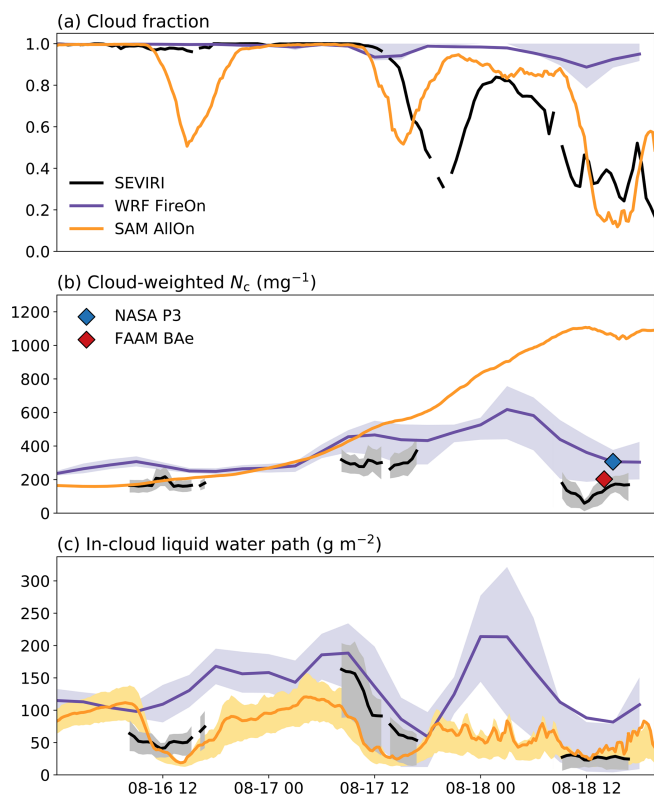 (a) Cloud fraction
1.0
0.8
0.6
0.4
0.2
0.0
SEVIRI
WRF FireOn
SAM AllOn
(b) Cloud-weighted Nc (mg−1)
1200
1000
800
600
400
200
0
NASA P3
FAAM BAe
(c) In-cloud liquid water path (g m−2)
300
250
200
150
100
50
0
08-16 12 08-17 00 08-17 12 08-18 00 08-18 12